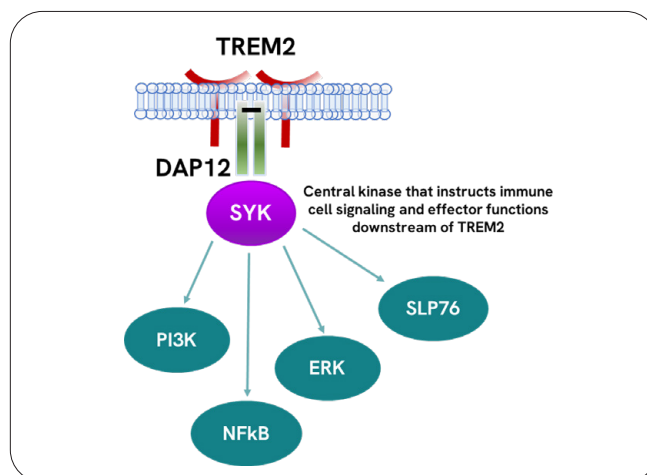 TREM2
DAP12
SYK
Central kinase that instructs immune
cell signaling and effector functions
downstream of TREM2
SLP76
PI3K
ERK
NFkB